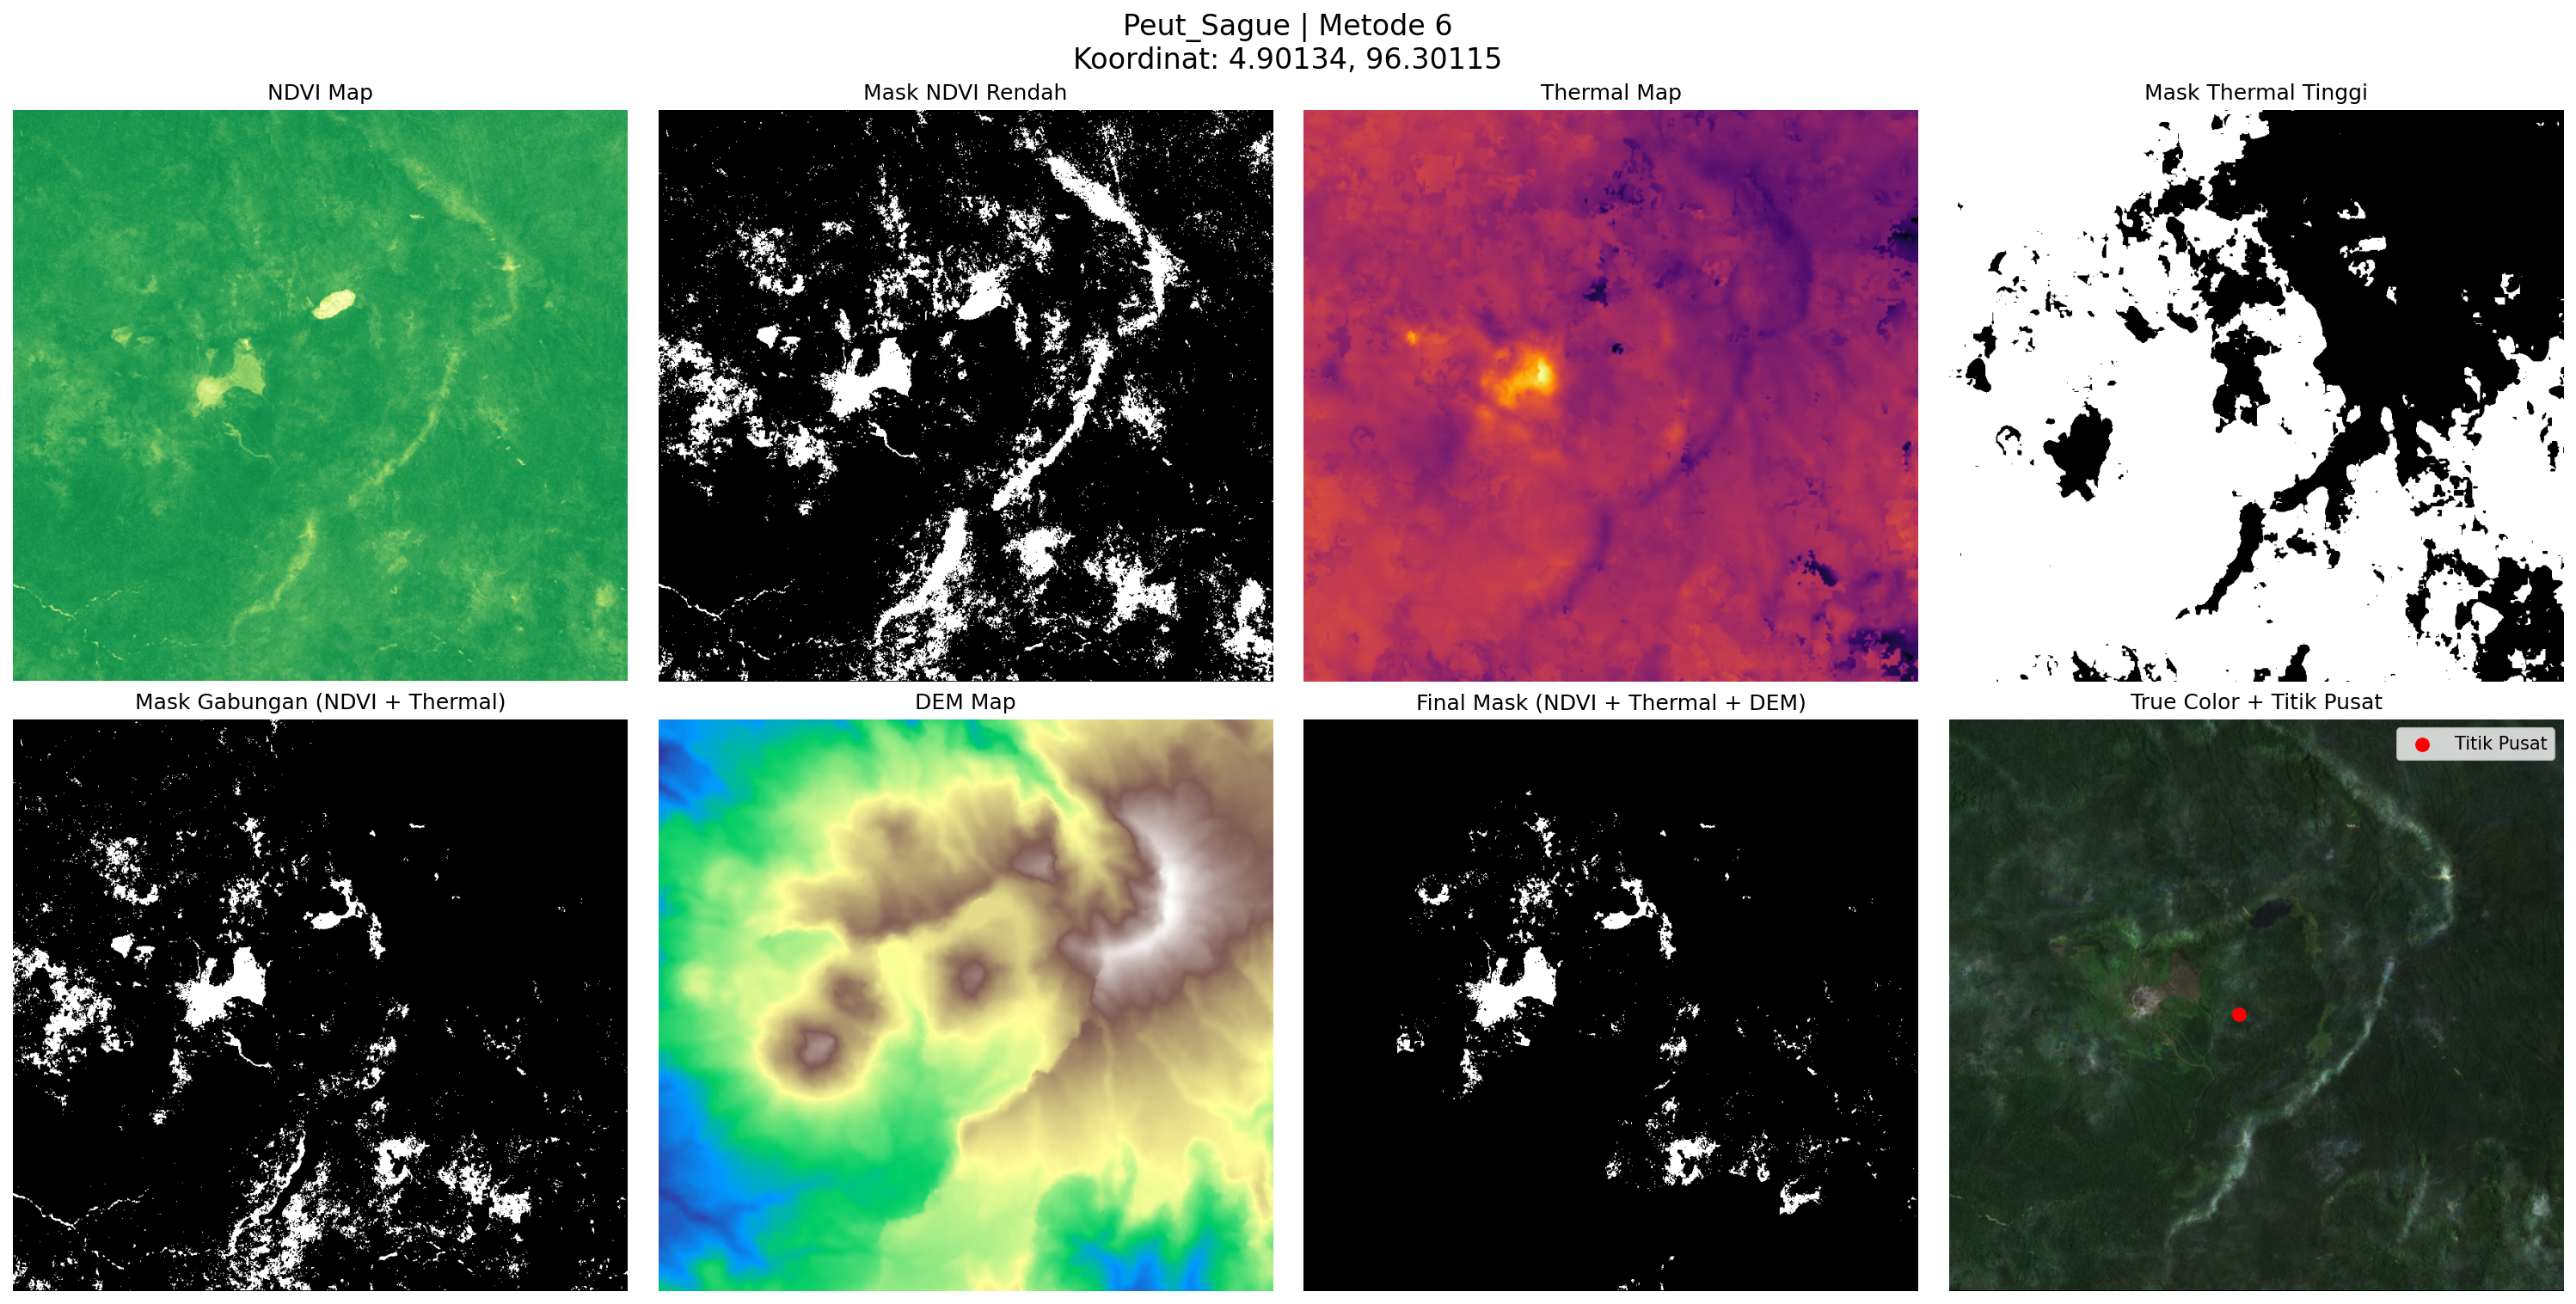 Peut_Sague | Metode 6
Koordinat: 4.90134, 96.30115
NDVI Map
Mask NDVI Rendah
Thermal Map
Mask Thermal Tinggi
Mask Gabungan (NDVI + Thermal)
DEM Map
Final Mask (NDVI + Thermal + DEM)
True Color + Titik Pusat
Titik Pusat